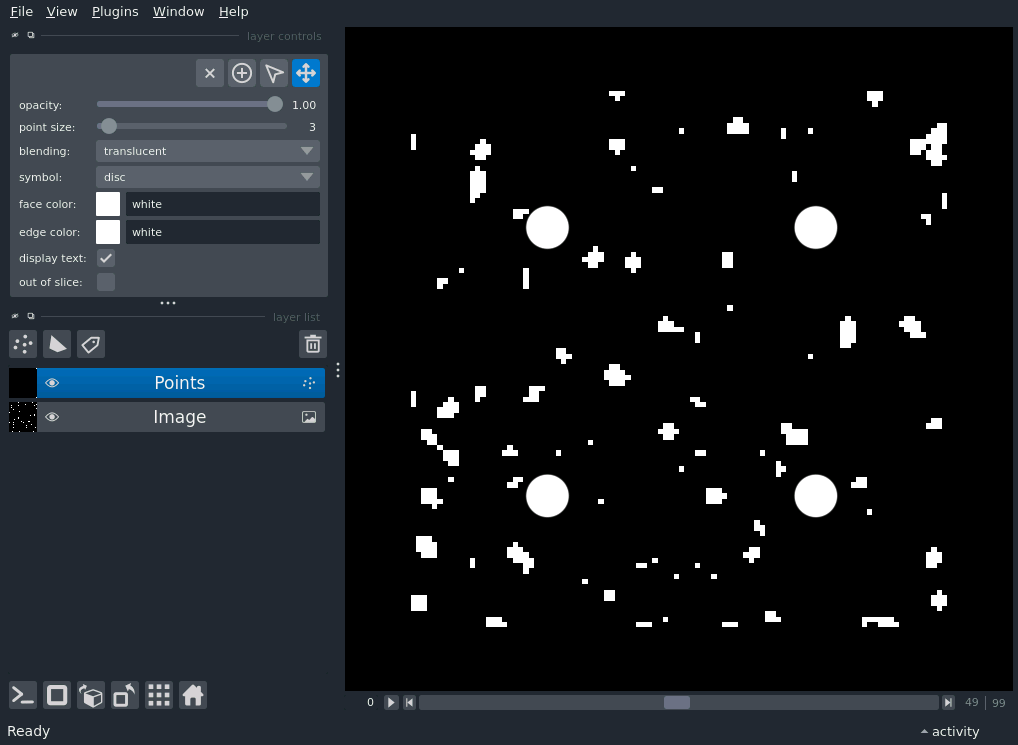 File View Plugins Window Help
layer controls
opacity: 1.00
point size: 3
blending: translucent
symbol: disc
face color: white
edge color: white
display text:
out of slice:
layer list
Points
Image
0 49 | 99
Ready activity